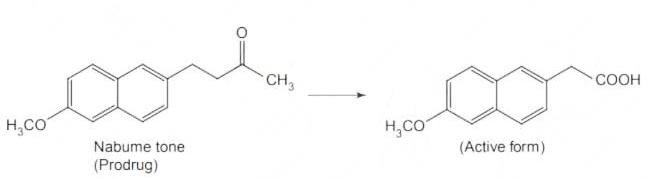 O
CH3
H3CO
Nabume tone
(Prodrug)
COOH
H3CO
(Active form)